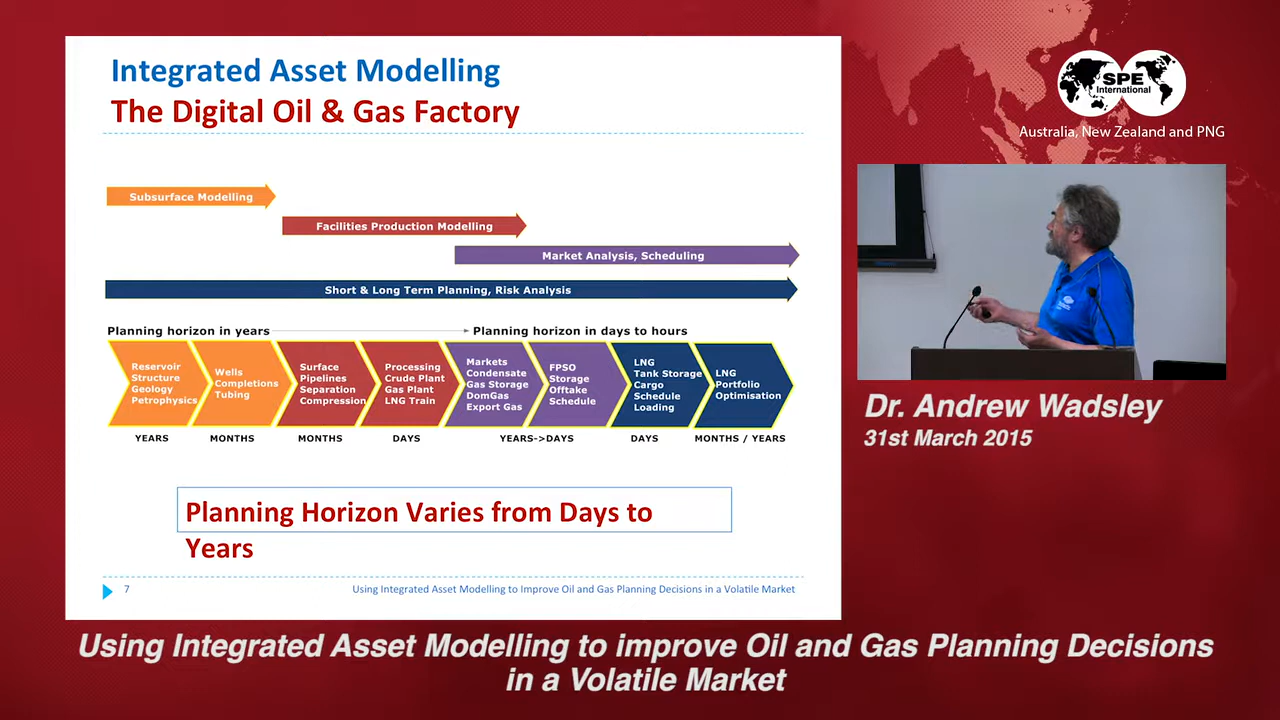 Integrated Asset Modelling
The Digital Oil & Gas Factory
Subsurface Modelling
Facilities Production Modelling
Market Analysis, Scheduling
Short & Long Term Planning, Risk Analysis
Planning horizon in years
Planning horizon in days to hours
Reservoir
Structure
Geology
Petrophysics
Wells
Completions
Tubing
Surface
Pipelines
Separation
Compression
Processing
Crude Plant
Gas Plant
LNG Train
Markets
Condensate
Gas Storage
DomGas
Export Gas
FPSO
Storage
Offtake
Schedule
LNG
Tank Storage
Cargo
Schedule
Loading
LNG
Portfolio
Optimisation
YEARS
MONTHS
MONTHS
DAYS
YEARS->DAYS
DAYS
MONTHS / YEARS
Planning Horizon Varies from Days to
Years
7
Using Integrated Asset Modelling to Improve Oil and Gas Planning Decisions in a Volatile Market
SPE
International
Australia, New Zealand and PNG
Dr. Andrew Wadsley
31st March 2015
Using Integrated Asset Modelling to improve Oil and Gas Planning Decisions
in a Volatile Market